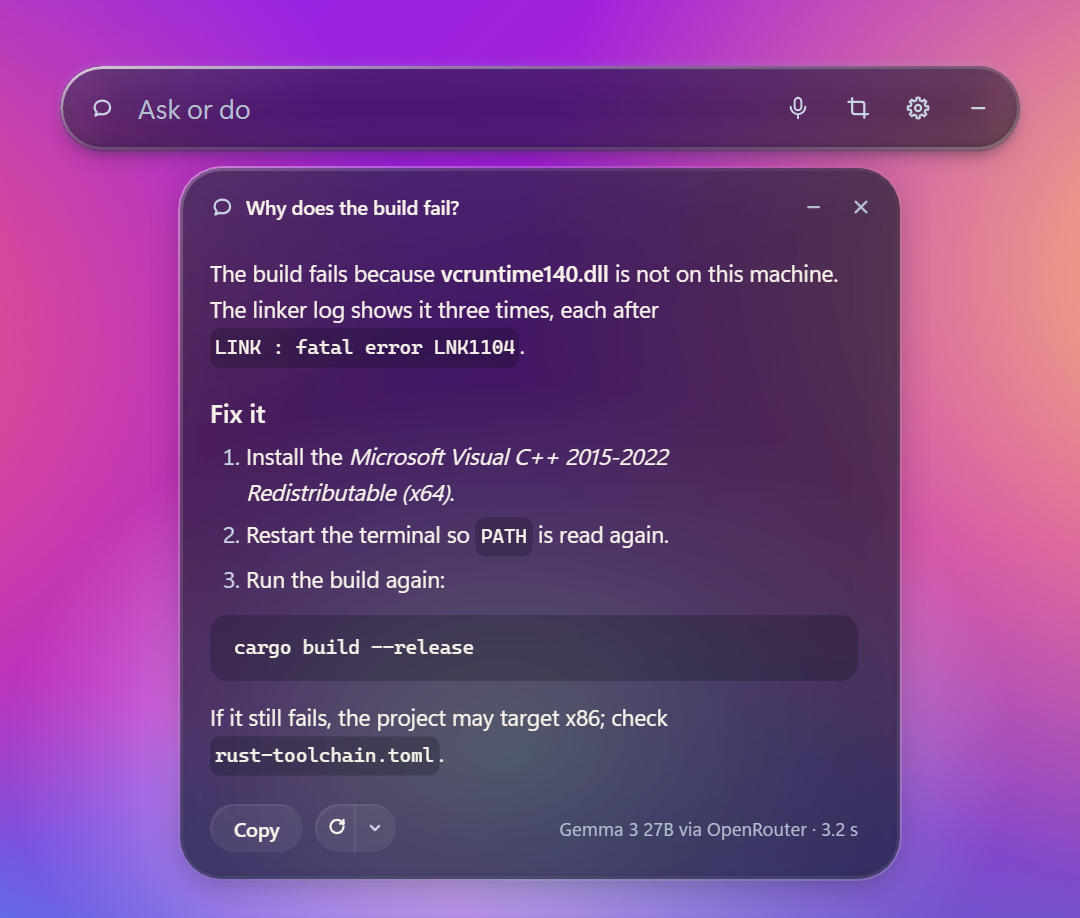 Ask or do
Why does the build fail?
The build fails because vcruntime140.dll is not on this machine.
The linker log shows it three times, each after
LINK : fatal error LNK1104.
Fix it
1. Install the Microsoft Visual C++ 2015-2022
Redistributable (x64).
2. Restart the terminal so PATH is read again.
3. Run the build again:
cargo build --release
If it still fails, the project may target x86; check
rust-toolchain.toml.
Copy
Gemma 3 27B via OpenRouter · 3.2 s